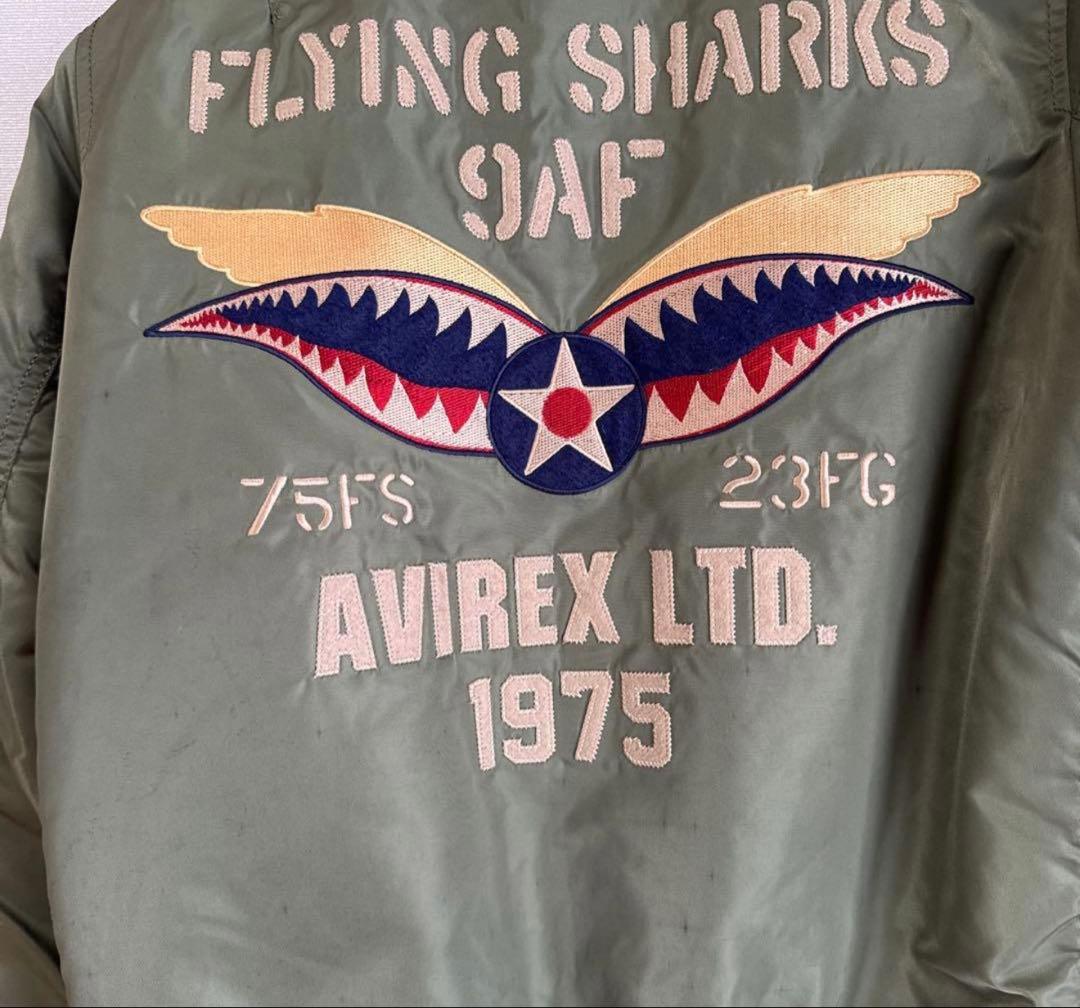 FLYING SHARKS
9AF
75FS 23FG
AVIREX LTD.
1975